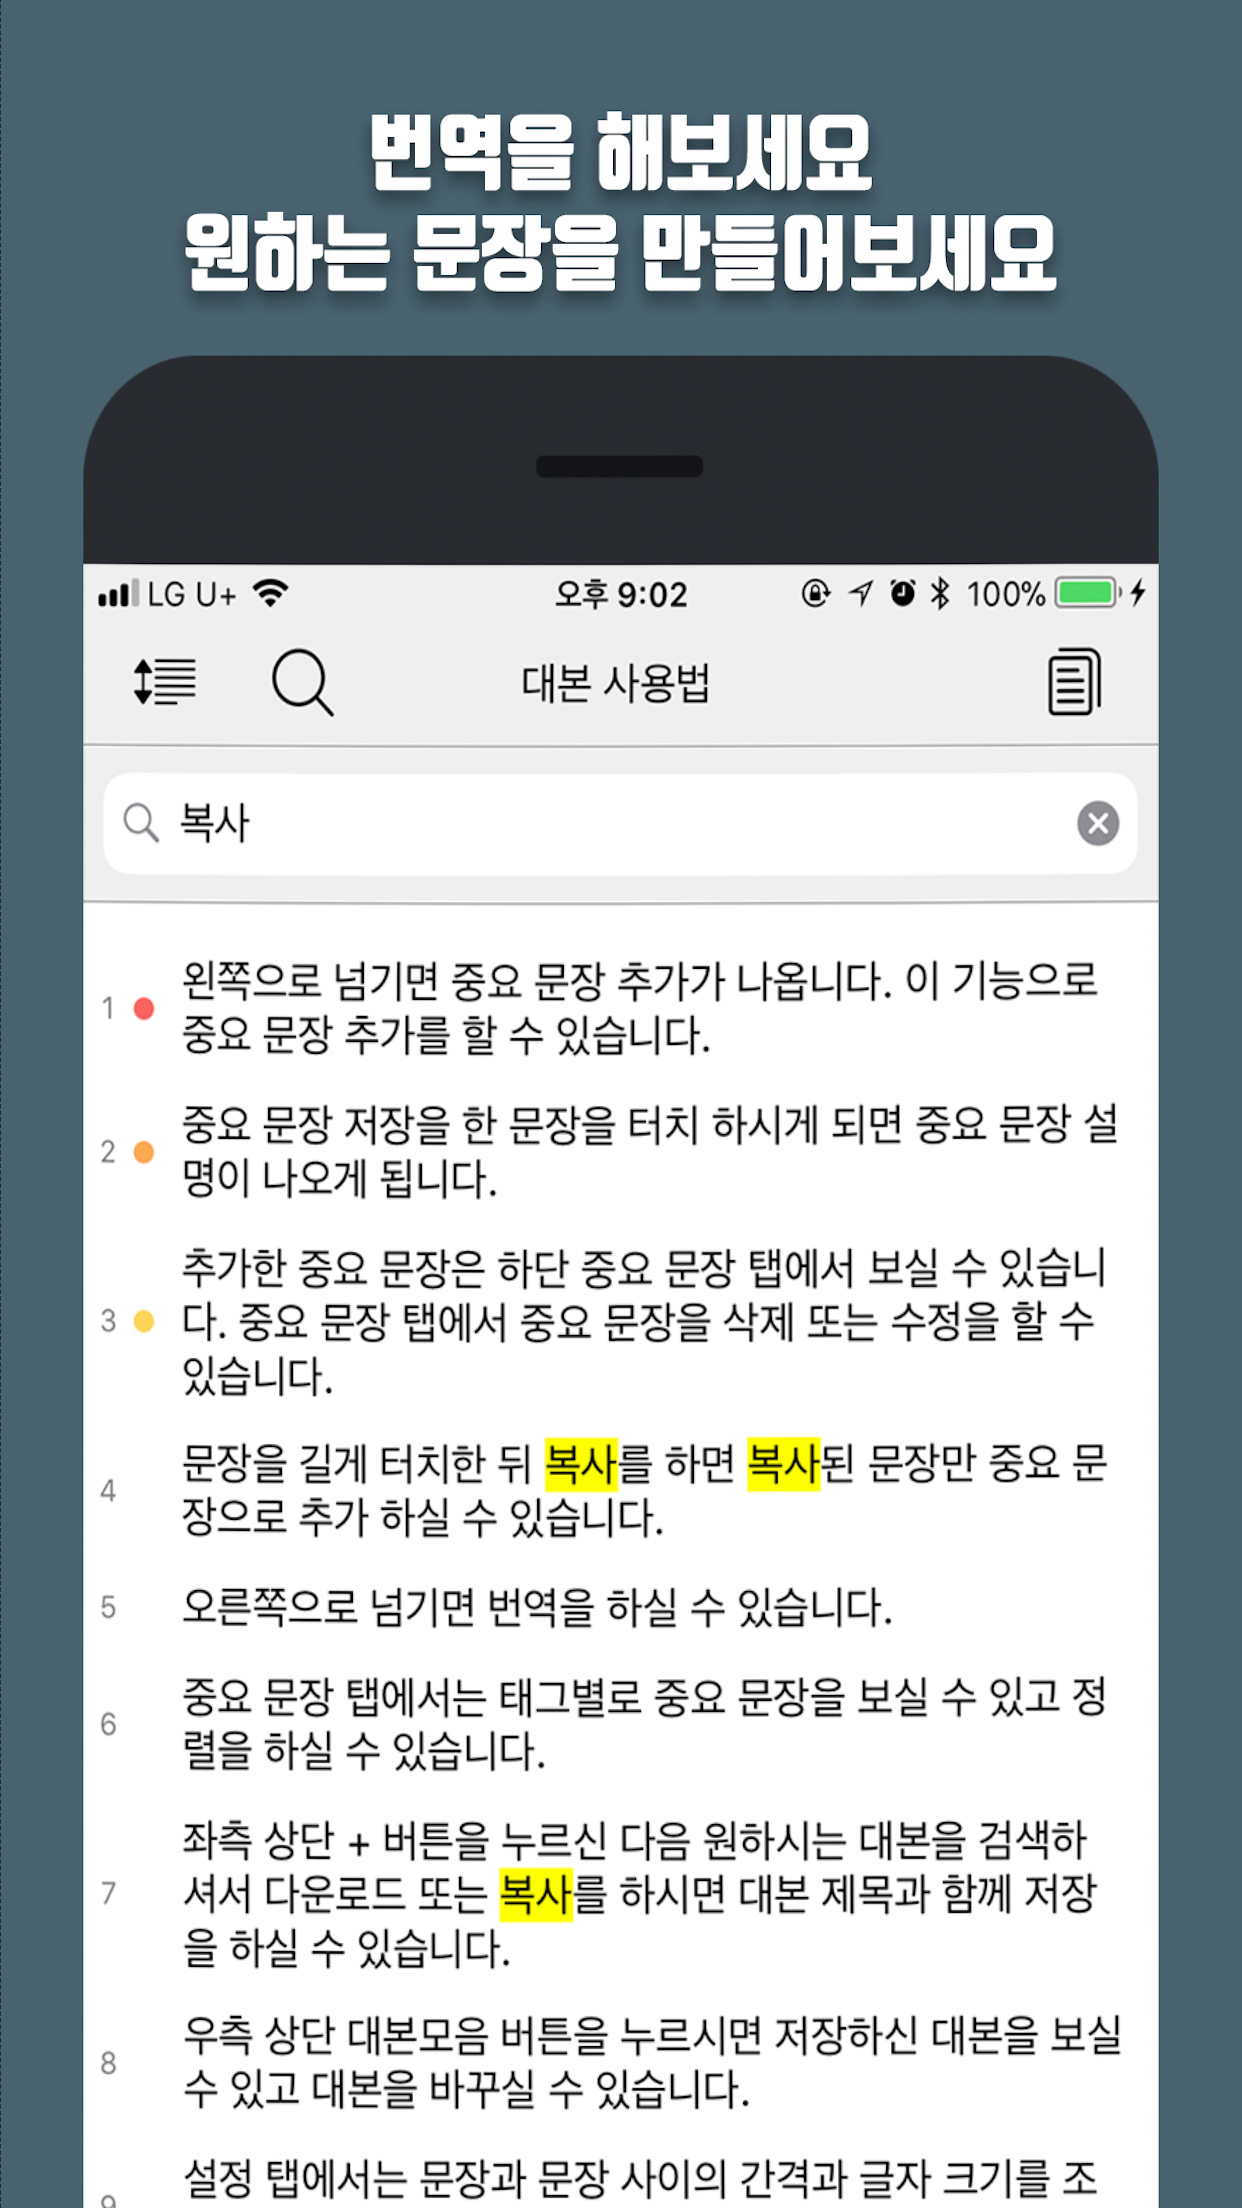 번역을 해보세요
원하는 문장을 만들어보세요
LG U+ 오후 9:02 100%
대본 사용법
복사
1 왼쪽으로 넘기면 중요 문장 추가가 나옵니다. 이 기능으로
중요 문장 추가를 할 수 있습니다.
2 중요 문장 저장을 한 문장을 터치 하시게 되면 중요 문장 설
명이 나오게 됩니다.
추가한 중요 문장은 하단 중요 문장 탭에서 보실 수 있습니
3 다. 중요 문장 탭에서 중요 문장을 삭제 또는 수정을 할 수
있습니다.
4 문장을 길게 터치한 뒤 복사를 하면 복사된 문장만 중요 문
장으로 추가 하실 수 있습니다.
5 오른쪽으로 넘기면 번역을 하실 수 있습니다.
6 중요 문장 탭에서는 태그별로 중요 문장을 보실 수 있고 정
렬을 하실 수 있습니다.
좌측 상단 + 버튼을 누르신 다음 원하시는 대본을 검색하
7 셔서 다운로드 또는 복사를 하시면 대본 제목과 함께 저장
을 하실 수 있습니다.
8 우측 상단 대본모음 버튼을 누르시면 저장하신 대본을 보실
수 있고 대본을 바꾸실 수 있습니다.
9 설정 탭에서는 문장과 문장 사이의 간격과 글자 크기를 조